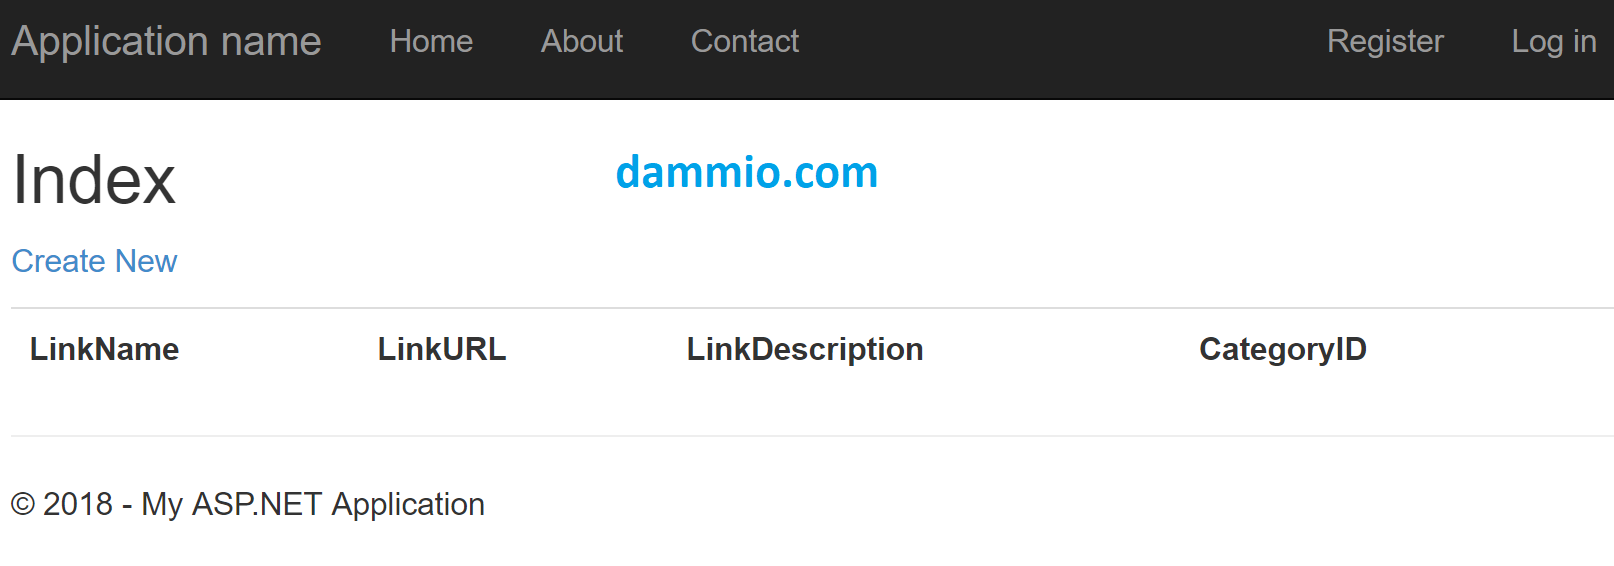 Application name Home About Contact Register Log in
Index
dammio.com
Create New
LinkName LinkURL LinkDescription CategoryID
© 2018 - My ASP.NET Application